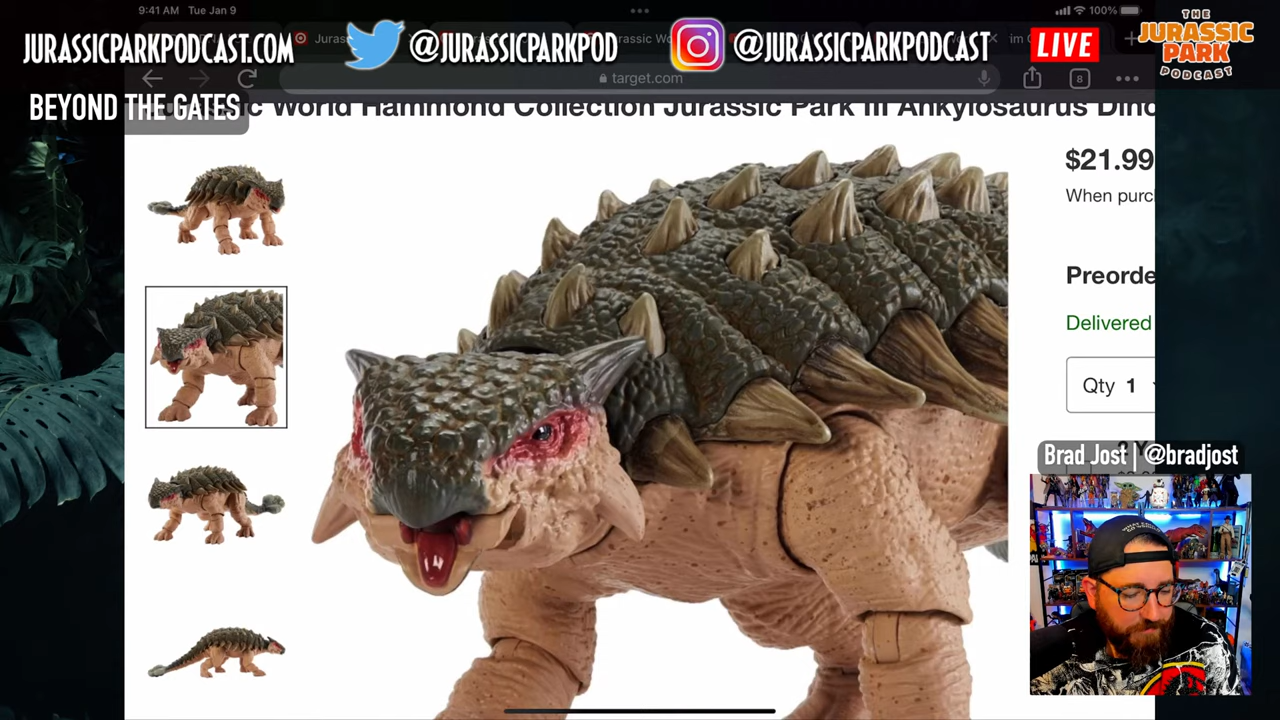 9:41 AM Tue Jan 9
100%
JURASSICPARKPODCAST.COM
@JURASSICPARKPOD
@JURASSICPARKPODCAST
LIVE
THE
JURASSIC
PARK
PODCAST
target.com
8
BEYOND THE GATES
c World Hammond Collection Jurassic Park III Ankylosaurus Dino
$21.99
When purc
Preorde
Delivered
Qty 1
Brad Jost | @bradjost